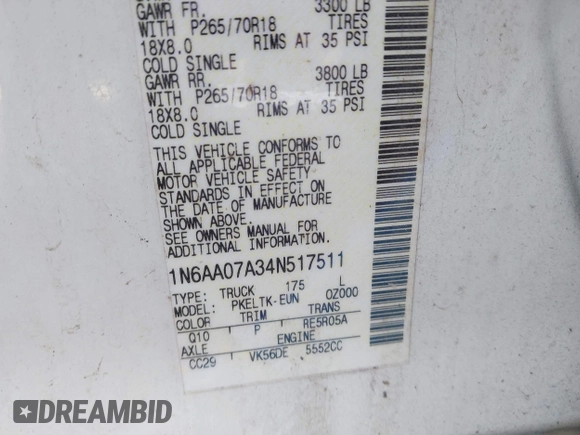 GAWR FR. 3300 LB
WITH P265/70R18 TIRES
18X8.0 RIMS AT 35 PSI
COLD SINGLE
GAWR RR. 3800 LB
WITH P265/70R18 TIRES
18X8.0 RIMS AT 35 PSI
COLD SINGLE
THIS VEHICLE CONFORMS TO
ALL APPLICABLE FEDERAL
MOTOR VEHICLE SAFETY
STANDARDS IN EFFECT ON
THE DATE OF MANUFACTURE
SHOWN ABOVE.
SEE OWNERS MANUAL FOR
ADDITIONAL INFORMATION
1N6AA07A34N517511
TYPE: TRUCK 175 L
MODEL: PKELTK-EUN 0Z000
COLOR TRIM TRANS
Q10 P RE5R05A
AXLE ENGINE
CC29 VK56DE 5552CC
DREAMBID